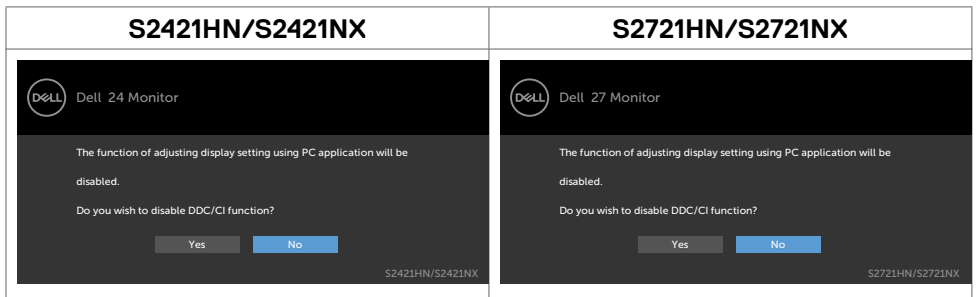 S2421HN/S2421NX
S2721HN/S2721NX
DELL
Dell 24 Monitor
The function of adjusting display setting using PC application will be
disabled.
Do you wish to disable DDC/CI function?
Yes
No
S2421HN/S2421NX
DELL
Dell 27 Monitor
The function of adjusting display setting using PC application will be
disabled.
Do you wish to disable DDC/CI function?
Yes
No
S2721HN/S2721NX